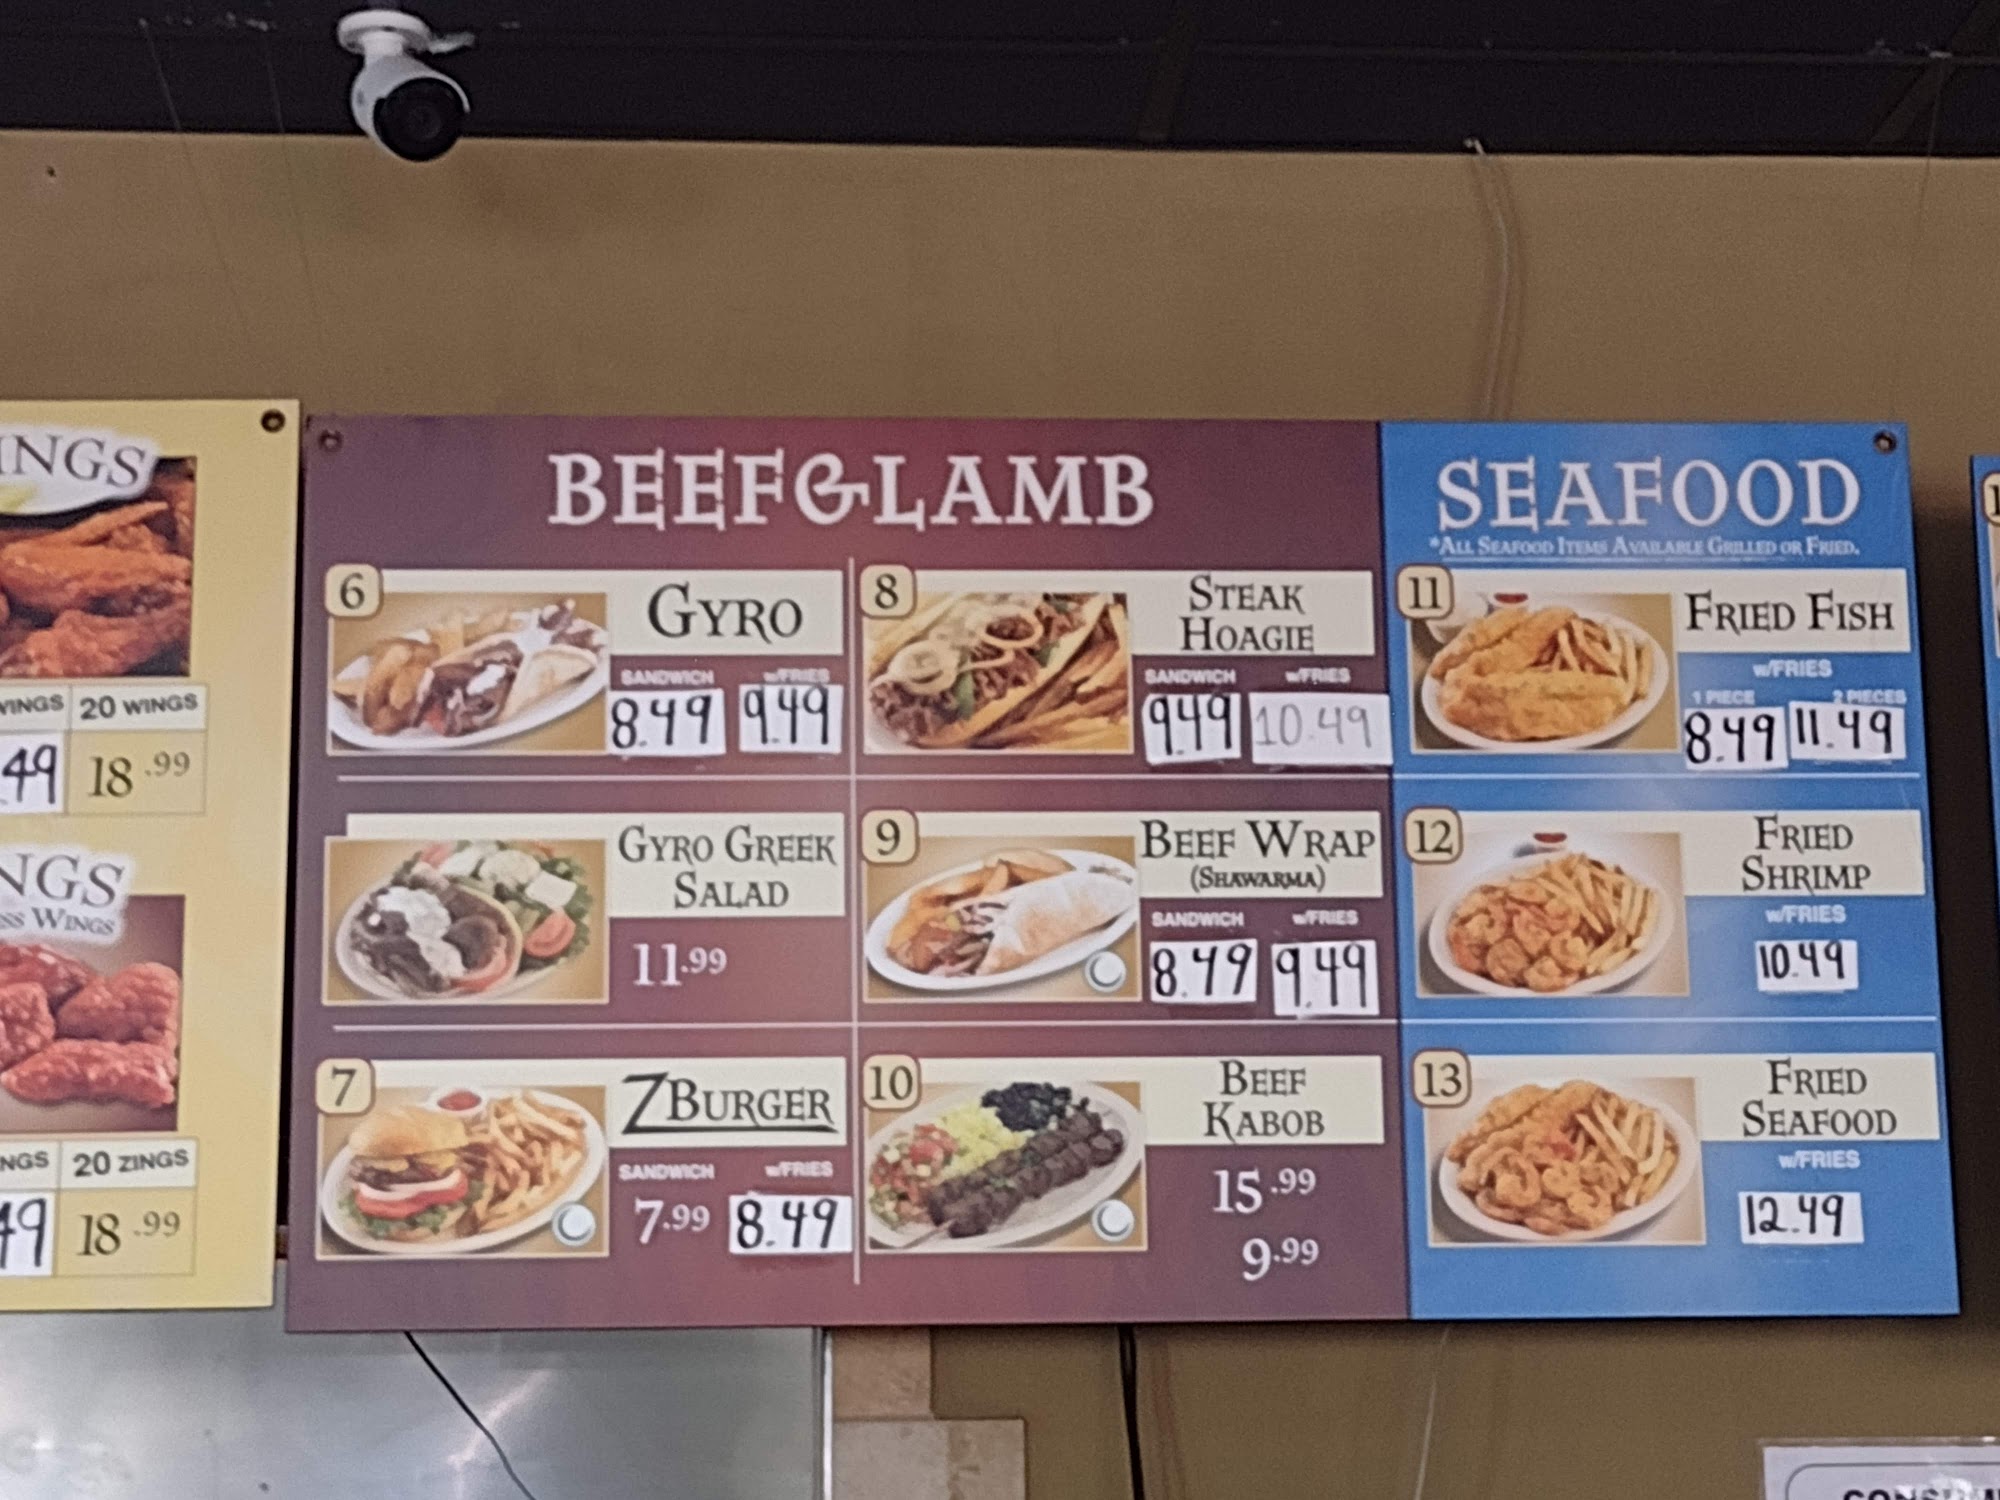 INGS
WINGS 20 WINGS
.49 18.99
NGS
SS WINGS
NGS 20 ZINGS
49 18.99
BEEF&LAMB
6 GYRO
SANDWICH w/FRIES
8.49 9.49
GYRO GREEK
SALAD
11.99
7 ZBURGER
SANDWICH w/FRIES
7.99 8.49
8 STEAK
HOAGIE
SANDWICH w/FRIES
9.49 10.49
9 BEEF WRAP
(SHAWARMA)
SANDWICH w/FRIES
8.49 9.49
10 BEEF
KABOB
15.99
9.99
SEAFOOD
*ALL SEAFOOD ITEMS AVAILABLE GRILLED OR FRIED.
11 FRIED FISH
w/FRIES
1 PIECE 2 PIECES
8.49 11.49
12 FRIED
SHRIMP
w/FRIES
10.49
13 FRIED
SEAFOOD
w/FRIES
12.49